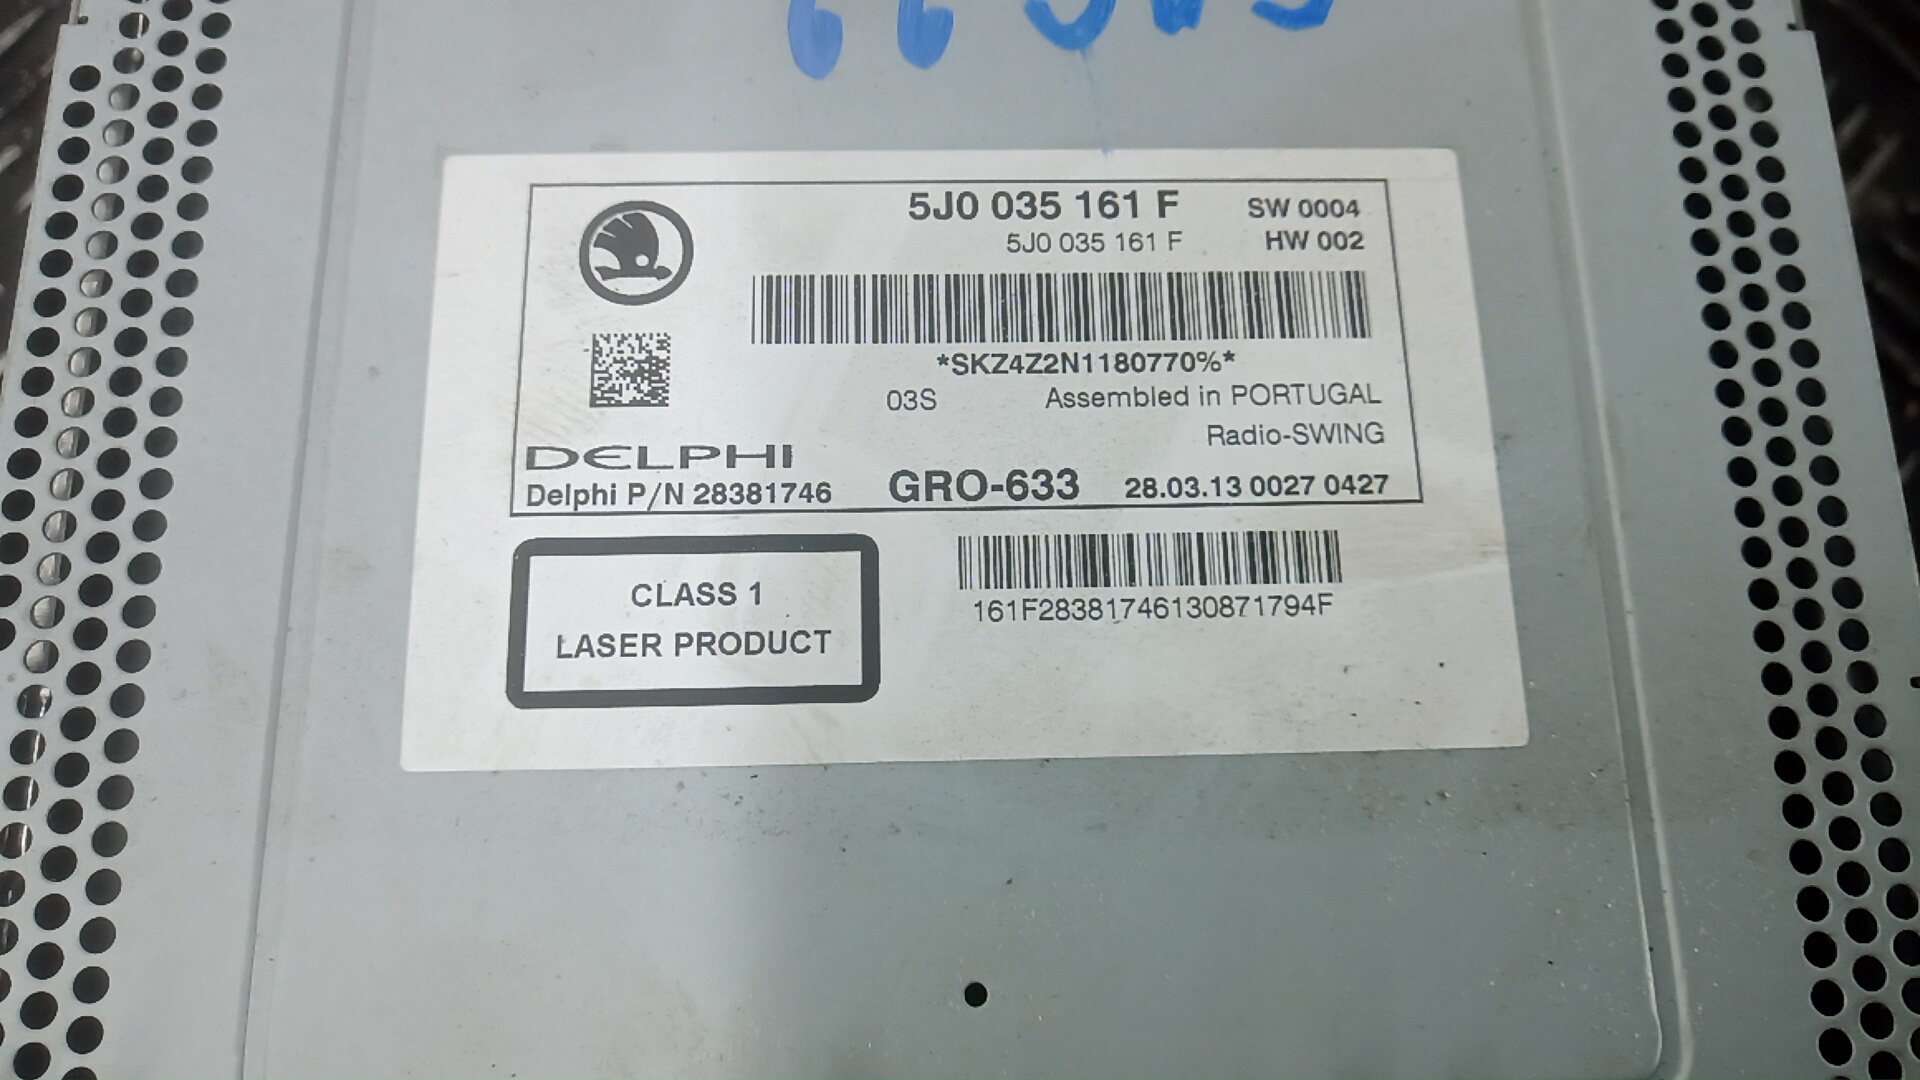 5J0 035 161 F
SW 0004
5J0 035 161 F
HW 002
*SKZ4Z2N1180770%*
03S
Assembled in PORTUGAL
Radio-SWING
DELPHI
Delphi P/N 28381746
GRO-633
28.03.13 0027 0427
CLASS 1
LASER PRODUCT
161F28381746130871794F